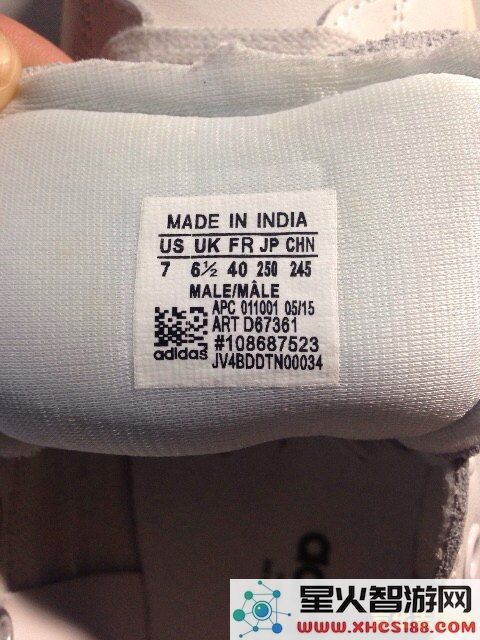 MADE IN INDIA
US UK FR JP CHN
7 6½ 40 250 245
MALE/MÂLE
APC 011001 05/15
ART D67361
#108687523
adidas
JV4BDDTN00034
星火智游网
www.xhcs188.com